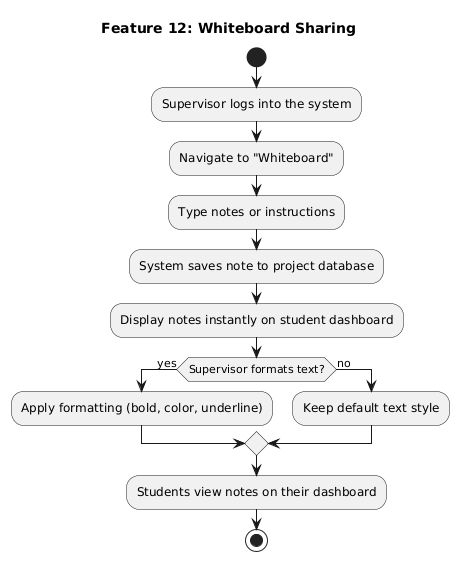 Feature 12: Whiteboard Sharing
Supervisor logs into the system
Navigate to "Whiteboard"
Type notes or instructions
System saves note to project database
Display notes instantly on student dashboard
yes
Supervisor formats text?
no
Apply formatting (bold, color, underline)
Keep default text style
Students view notes on their dashboard